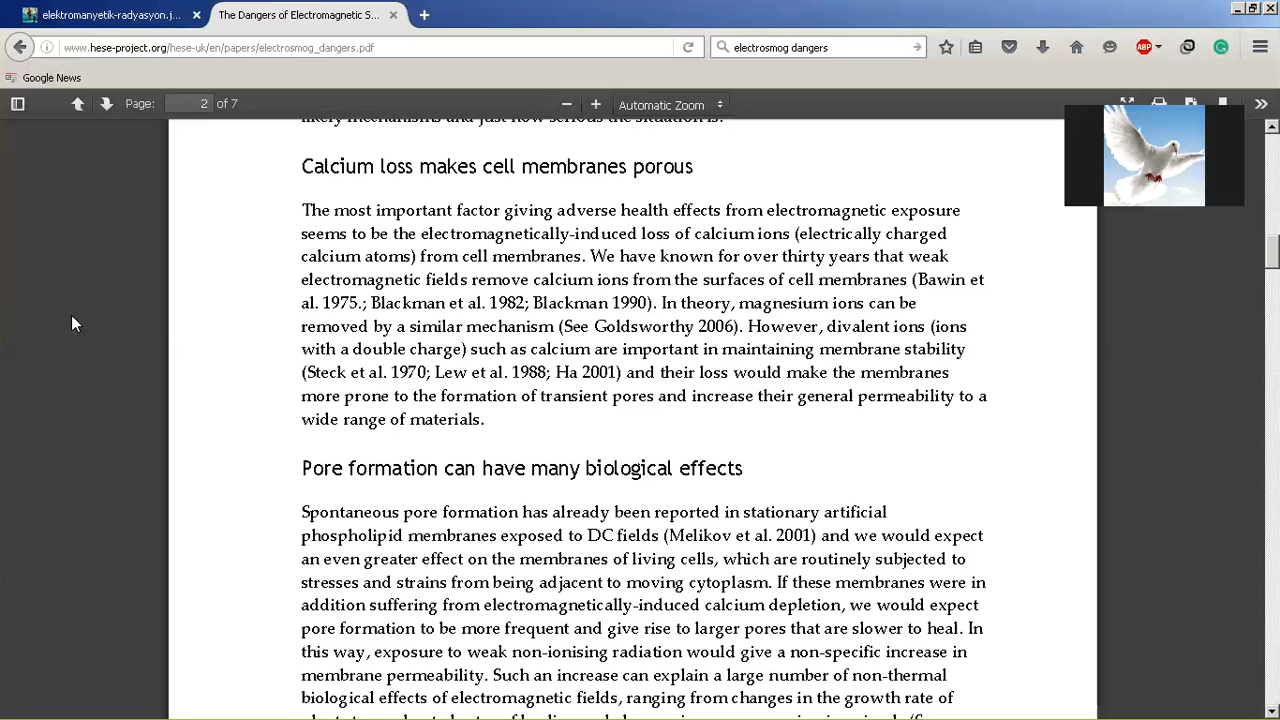 elektromanyetik-radyasyon.j...
The Dangers of Electromagnetic S...
www.hese-project.org/hese-uk/en/papers/electrosmog_dangers.pdf
electrosmog dangers
ABP
Google News
Page: 2 of 7
Automatic Zoom
likely mechanisms and just how serious the situation is.
Calcium loss makes cell membranes porous
The most important factor giving adverse health effects from electromagnetic exposure
seems to be the electromagnetically-induced loss of calcium ions (electrically charged
calcium atoms) from cell membranes. We have known for over thirty years that weak
electromagnetic fields remove calcium ions from the surfaces of cell membranes (Bawin et
al. 1975.; Blackman et al. 1982; Blackman 1990). In theory, magnesium ions can be
removed by a similar mechanism (See Goldsworthy 2006). However, divalent ions (ions
with a double charge) such as calcium are important in maintaining membrane stability
(Steck et al. 1970; Lew et al. 1988; Ha 2001) and their loss would make the membranes
more prone to the formation of transient pores and increase their general permeability to a
wide range of materials.
Pore formation can have many biological effects
Spontaneous pore formation has already been reported in stationary artificial
phospholipid membranes exposed to DC fields (Melikov et al. 2001) and we would expect
an even greater effect on the membranes of living cells, which are routinely subjected to
stresses and strains from being adjacent to moving cytoplasm. If these membranes were in
addition suffering from electromagnetically-induced calcium depletion, we would expect
pore formation to be more frequent and give rise to larger pores that are slower to heal. In
this way, exposure to weak non-ionising radiation would give a non-specific increase in
membrane permeability. Such an increase can explain a large number of non-thermal
biological effects of electromagnetic fields, ranging from changes in the growth rate of